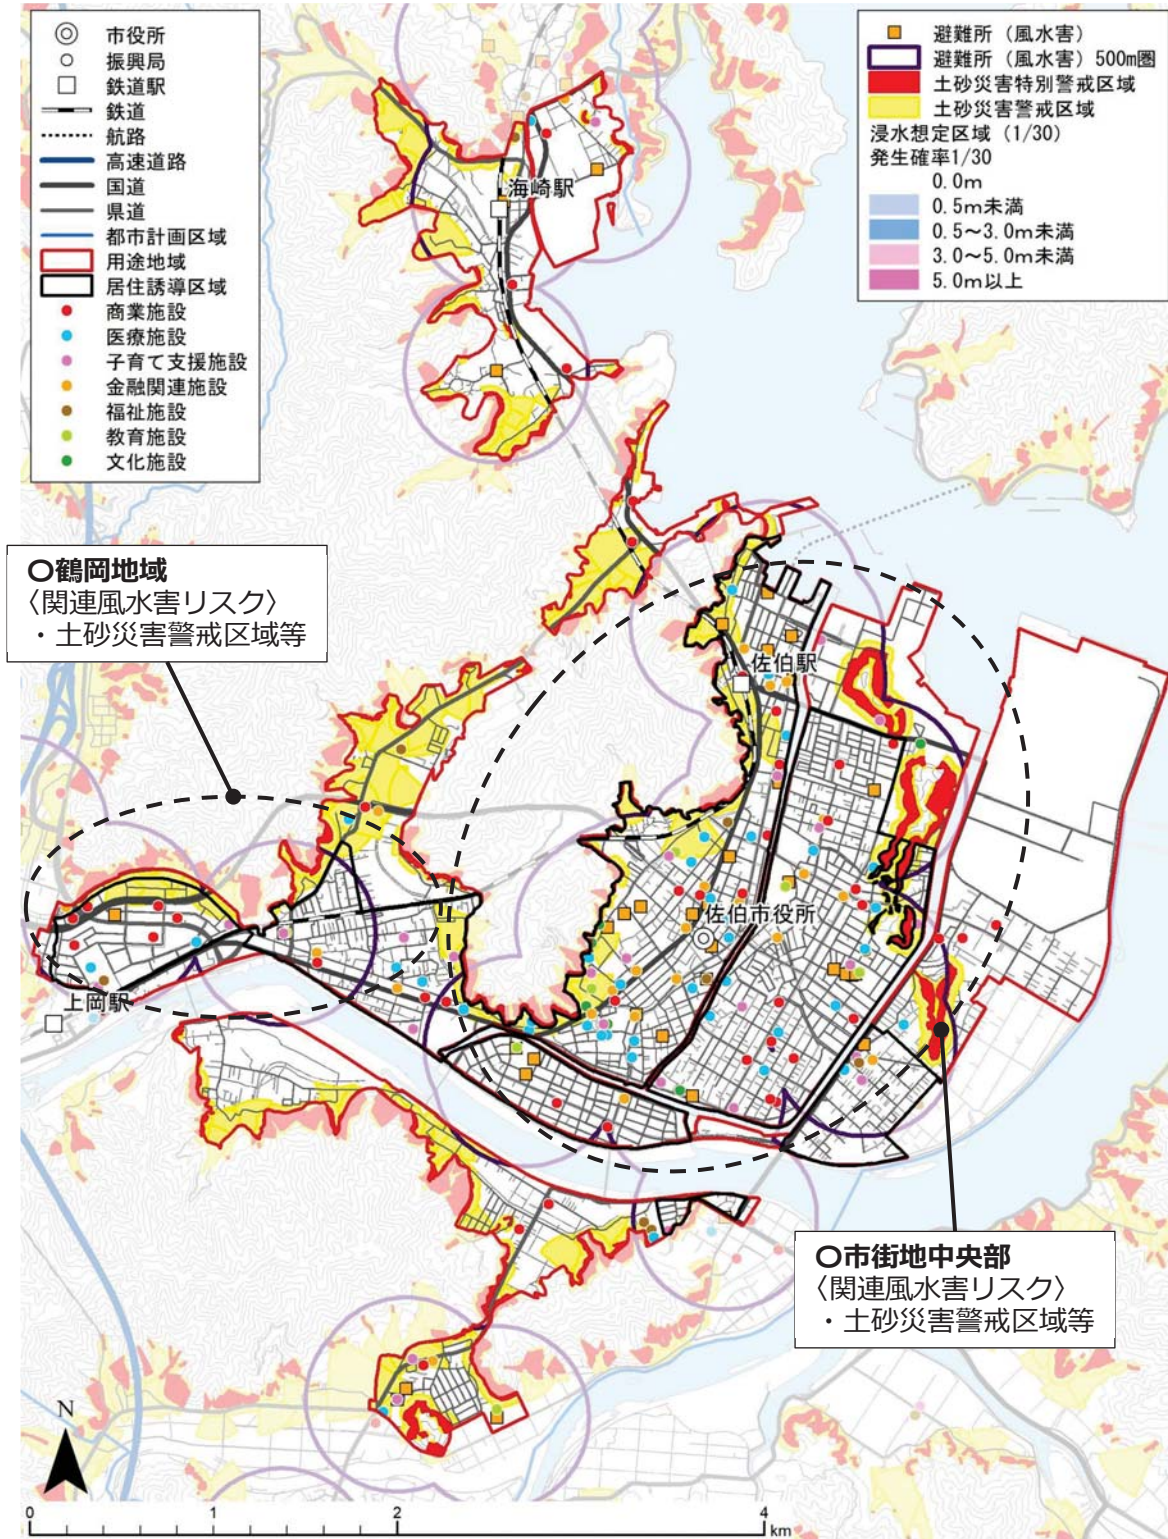 市役所
振興局
鉄道駅
鉄道
航路
高速道路
国道
県道
都市計画区域
用途地域
居住誘導区域
商業施設
医療施設
子育て支援施設
金融関連施設
福祉施設
教育施設
文化施設
避難所（風水害）
避難所（風水害）500m圏
土砂災害特別警戒区域
土砂災害警戒区域
浸水想定区域（1/30）
発生確率1/30
0.0m
0.5m未満
0.5～3.0m未満
3.0～5.0m未満
5.0m以上
海崎駅
〇鶴岡地域
〈関連風水害リスク〉
・土砂災害警戒区域等
佐伯駅
佐伯市役所
上岡駅
〇市街地中央部
〈関連風水害リスク〉
・土砂災害警戒区域等
N
0 1 2 4
km